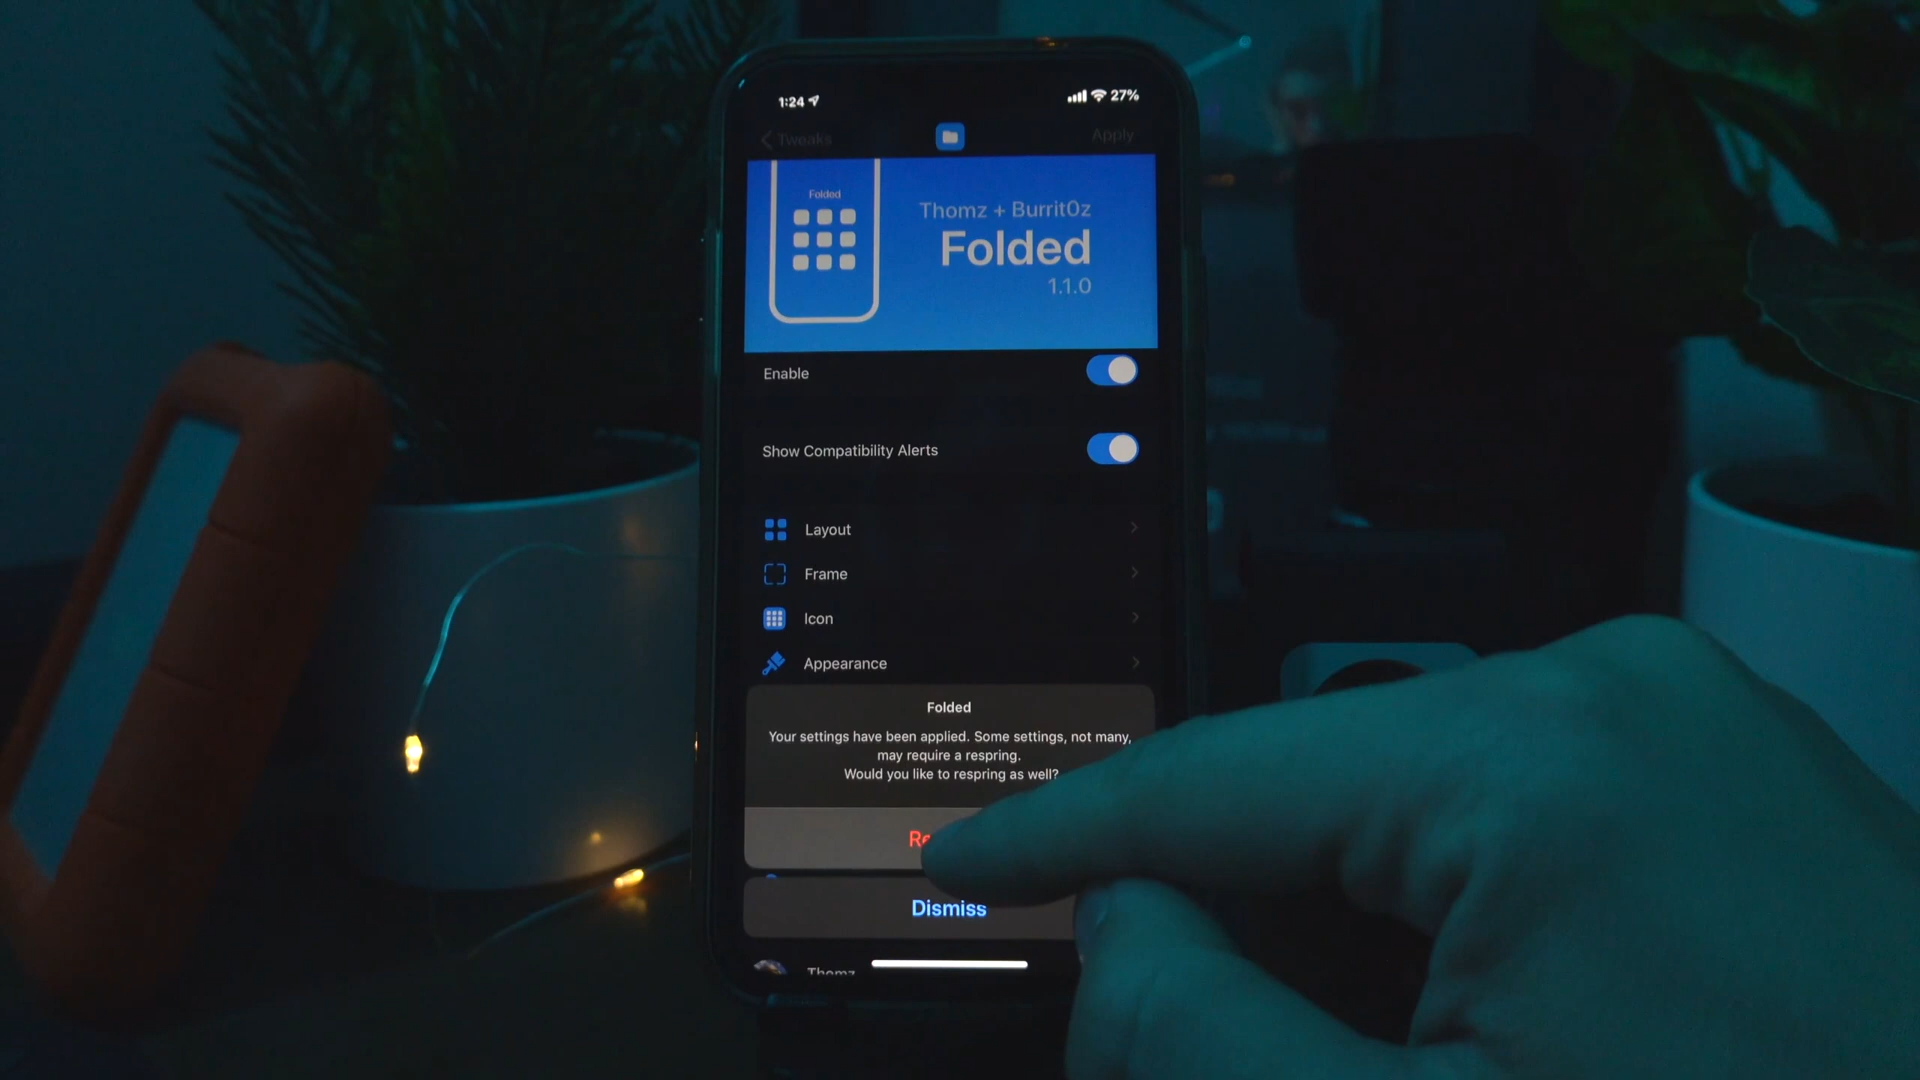 1:24
27%
Tweaks
Apply
Folded
Thomz + Burrit0z
Folded
1.1.0
Enable
Show Compatibility Alerts
Layout
Frame
Icon
Appearance
Folded
Your settings have been applied. Some settings, not many,
may require a respring.
Would you like to respring as well?
Dismiss
Thomz